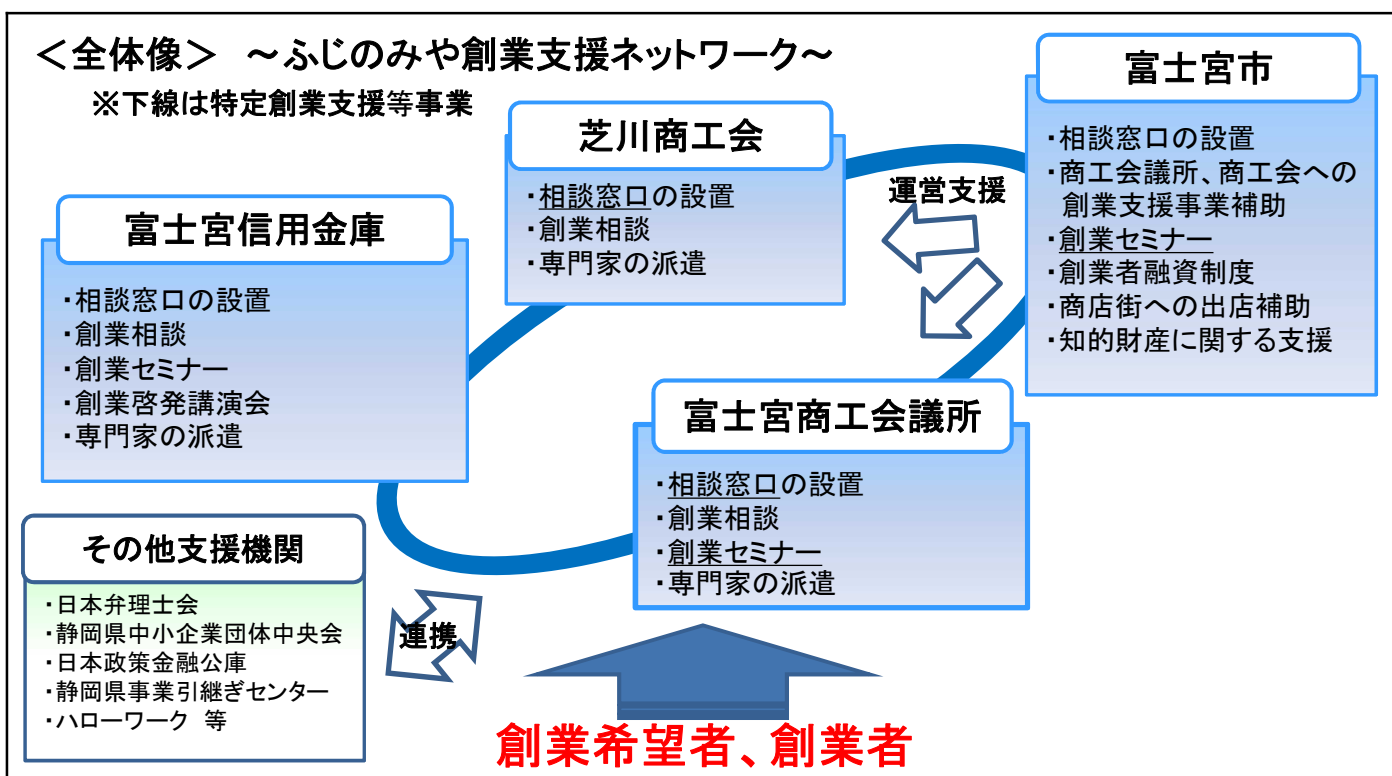 ＜全体像＞　～ふじのみや創業支援ネットワーク～
※下線は特定創業支援等事業
富士宮市
・相談窓口の設置
・商工会議所、商工会への
創業支援事業補助
・創業セミナー
・創業者融資制度
・商店街への出店補助
・知的財産に関する支援
芝川商工会
・相談窓口の設置
・創業相談
・専門家の派遣
運営支援
富士宮信用金庫
・相談窓口の設置
・創業相談
・創業セミナー
・創業啓発講演会
・専門家の派遣
富士宮商工会議所
・相談窓口の設置
・創業相談
・創業セミナー
・専門家の派遣
その他支援機関
・日本弁理士会
・静岡県中小企業団体中央会
・日本政策金融公庫
・静岡県事業引継ぎセンター
・ハローワーク　等
連携
創業希望者、創業者